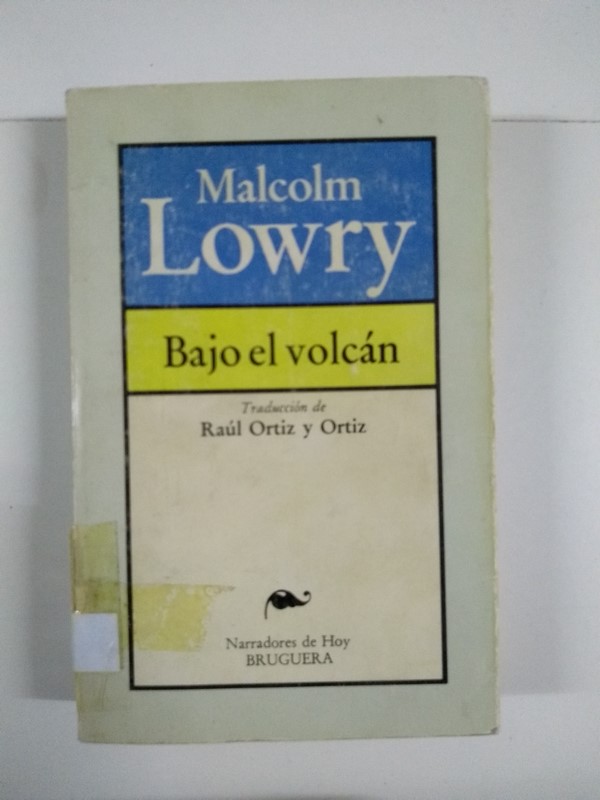 Malcolm
Lowry
Bajo el volcán
Traducción de
Raúl Ortiz y Ortiz
Narradores de Hoy
BRUGUERA